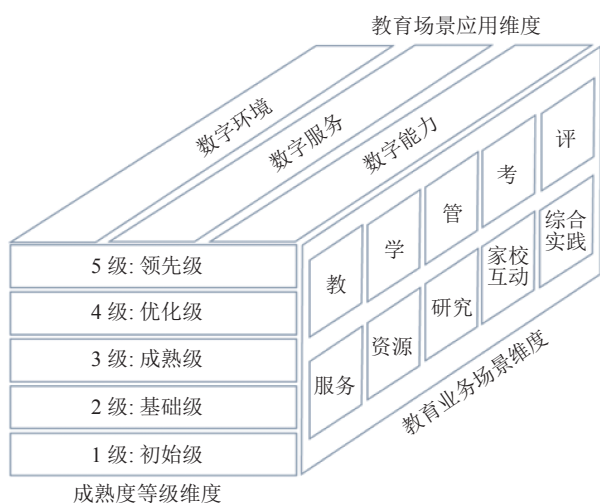 教育场景应用维度
数字环境
数字服务
数字能力
5 级: 领先级
4 级: 优化级
3 级: 成熟级
2 级: 基础级
1 级: 初始级
成熟度等级维度
教
学
管
考
评
服务
资源
研究
家校
互动
综合
实践
教育业务场景维度